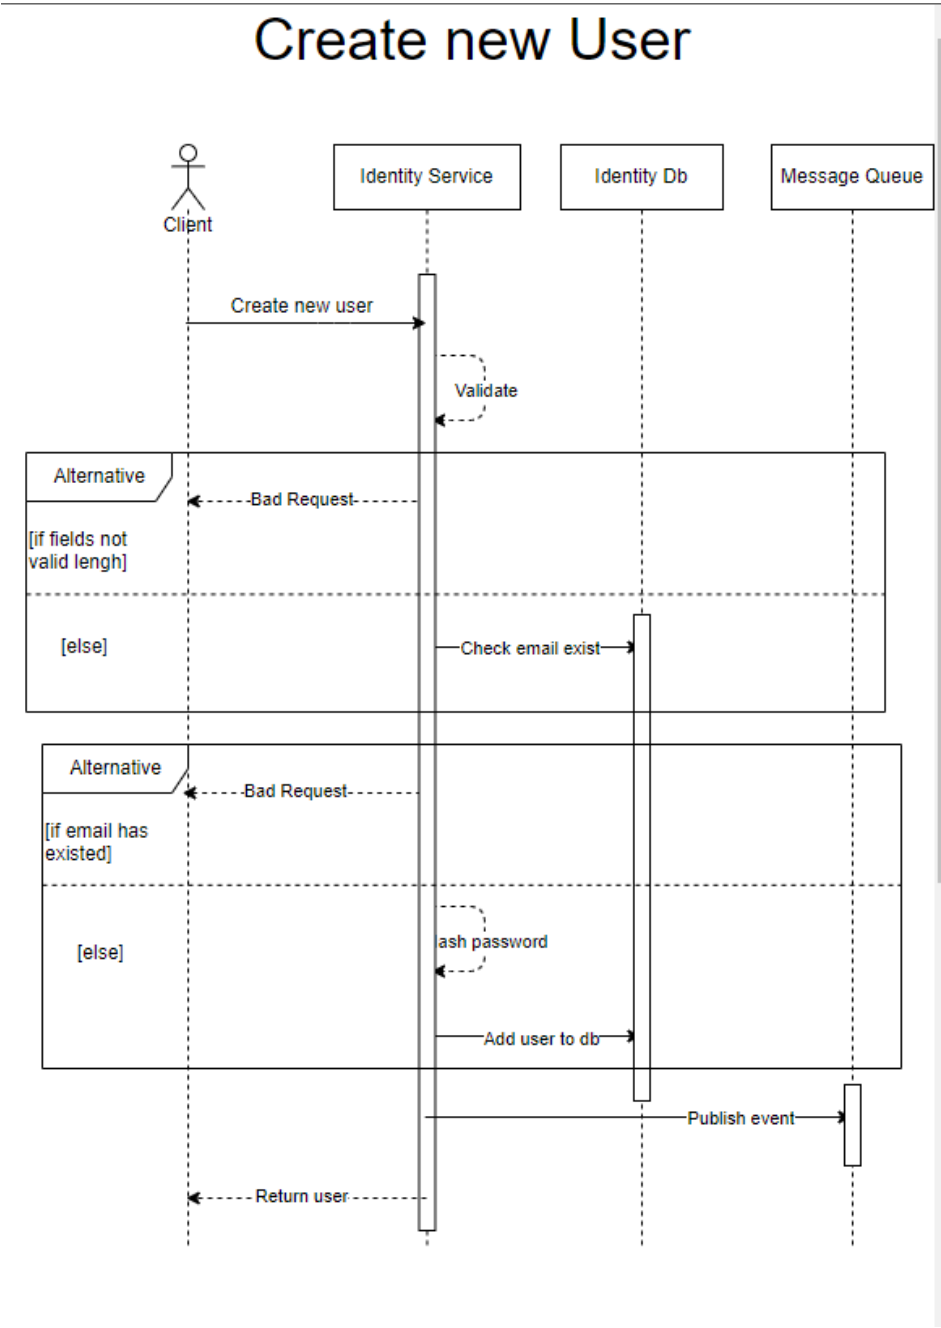 Create new User
Client
Identity Service
Identity Db
Message Queue
Create new user
Validate
Alternative
Bad Request
[if fields not
valid lengh]
[else]
Check email exist
Alternative
Bad Request
[if email has
existed]
[else]
lash password
Add user to db
Publish event
Return user